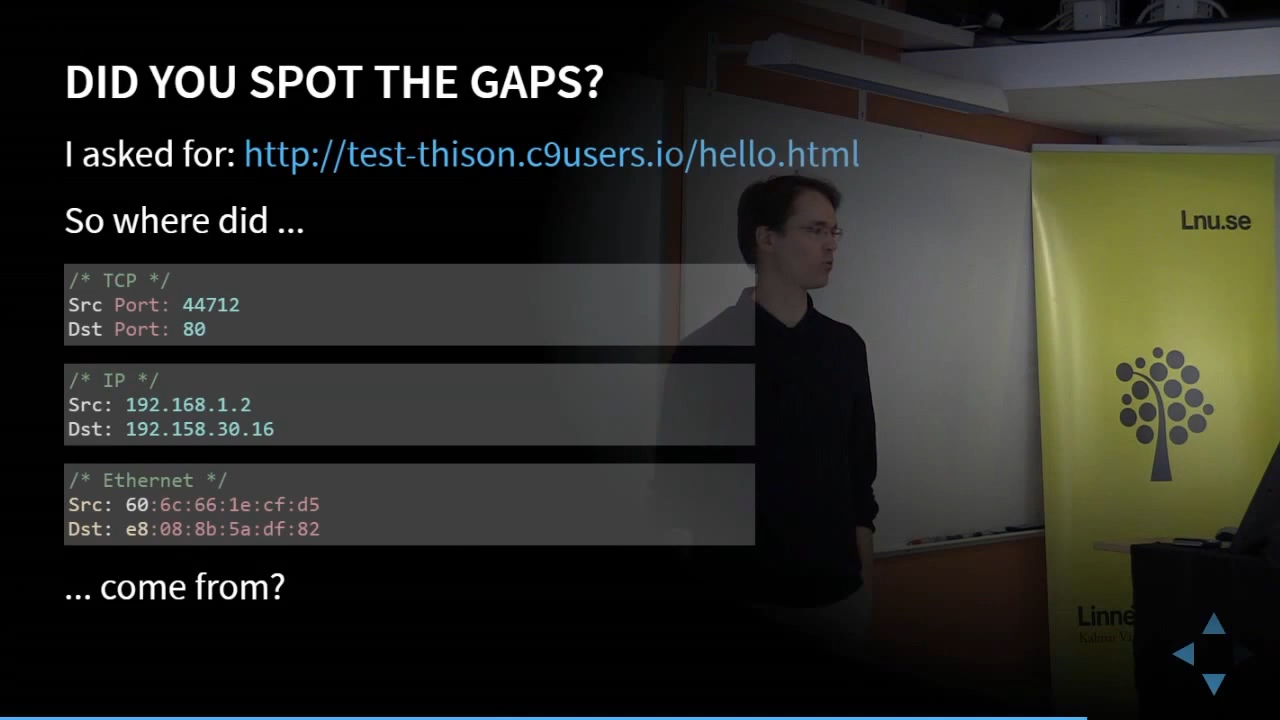 DID YOU SPOT THE GAPS?
I asked for: http://test-thison.c9users.io/hello.html
So where did ...
/* TCP */
Src Port: 44712
Dst Port: 80
/* IP */
Src: 192.168.1.2
Dst: 192.158.30.16
/* Ethernet */
Src: 60:6c:66:1e:cf:d5
Dst: e8:08:8b:5a:df:82
... come from?
Lnu.se
Linne
Kalmar